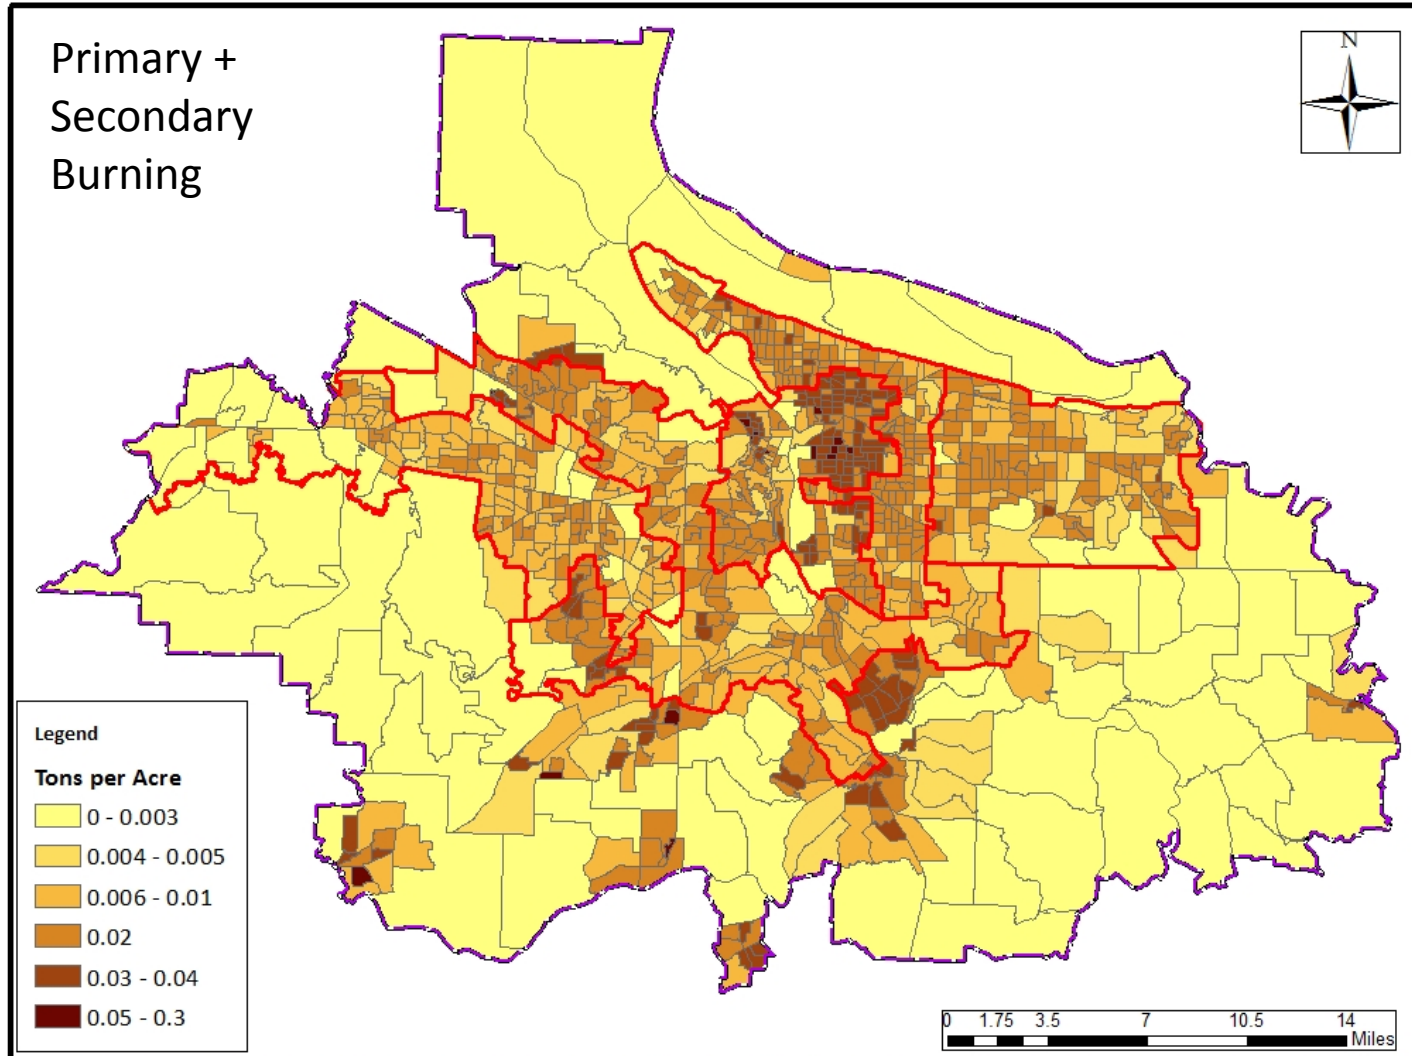 Primary +
Secondary
Burning
N
Legend
Tons per Acre
0 - 0.003
0.004 - 0.005
0.006 - 0.01
0.02
0.03 - 0.04
0.05 - 0.3
0 1.75 3.5 7 10.5 14
Miles